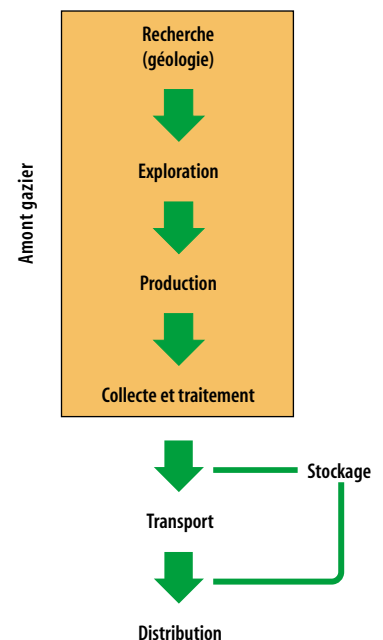 Recherche
(géologie)
Exploration
Amont gazier
Production
Collecte et traitement
Stockage
Transport
Distribution